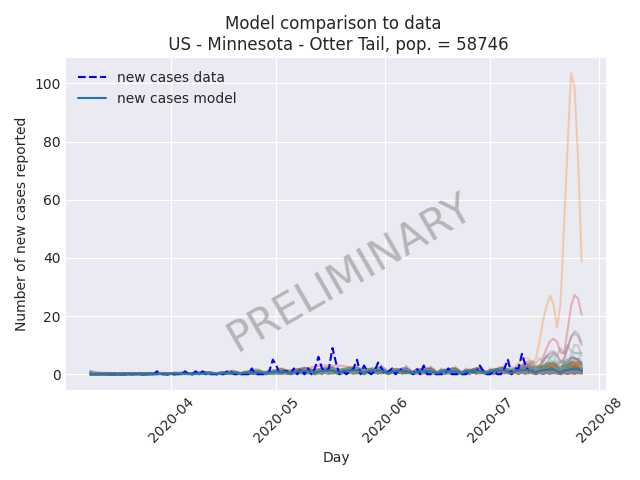 Model comparison to data
US - Minnesota - Otter Tail, pop. = 58746
new cases data
new cases model
Number of new cases reported
100
80
60
40
20
0
PRELIMINARY
2020-04
2020-05
2020-06
2020-07
2020-08
Day